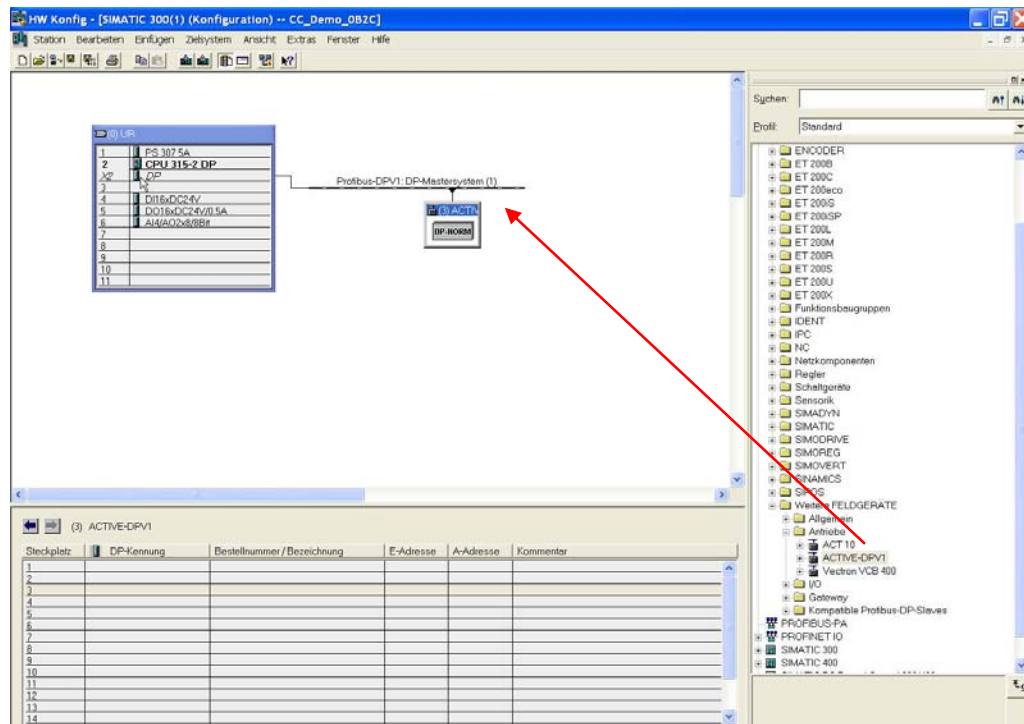 HW Konfig - [SIMATIC 300(1) (Konfiguration) -- CC_Demo_0B2C]
Station Bearbeiten Einfügen Zielsystem Ansicht Extras Fenster Hilfe
(0) UR
1 PS 307 5A
2 CPU 315-2 DP
X2 DP
3
4 DI16xDC24V
5 DO16xDC24V/0.5A
6 AI4/AO2x8/8Bit
7
8
9
10
11
Profibus-DPV1: DP-Mastersystem (1)
(3) ACTIV
DP-NORM
Suchen:
Profil: Standard
ENCODER
ET 200B
ET 200C
ET 200eco
ET 200iS
ET 200iSP
ET 200L
ET 200M
ET 200R
ET 200S
ET 200U
ET 200X
Funktionsbaugruppen
IDENT
IPC
NC
Netzkomponenten
Regler
Schaltgeräte
Sensorik
SIMADYN
SIMATIC
SIMODRIVE
SIMOREG
SIMOVERT
SINAMICS
SIPOS
Weitere FELDGERÄTE
Allgemein
Antriebe
ACT 10
ACTIVE-DPV1
Vectron VCB 400
I/O
Gateway
Kompatible Profibus-DP-Slaves
PROFIBUS-PA
PROFINET IO
SIMATIC 300
SIMATIC 400
(3) ACTIVE-DPV1
Steckplatz DP-Kennung Bestellnummer / Bezeichnung E-Adresse A-Adresse Kommentar
1
2
3
4
5
6
7
8
9
10
11
12
13
14